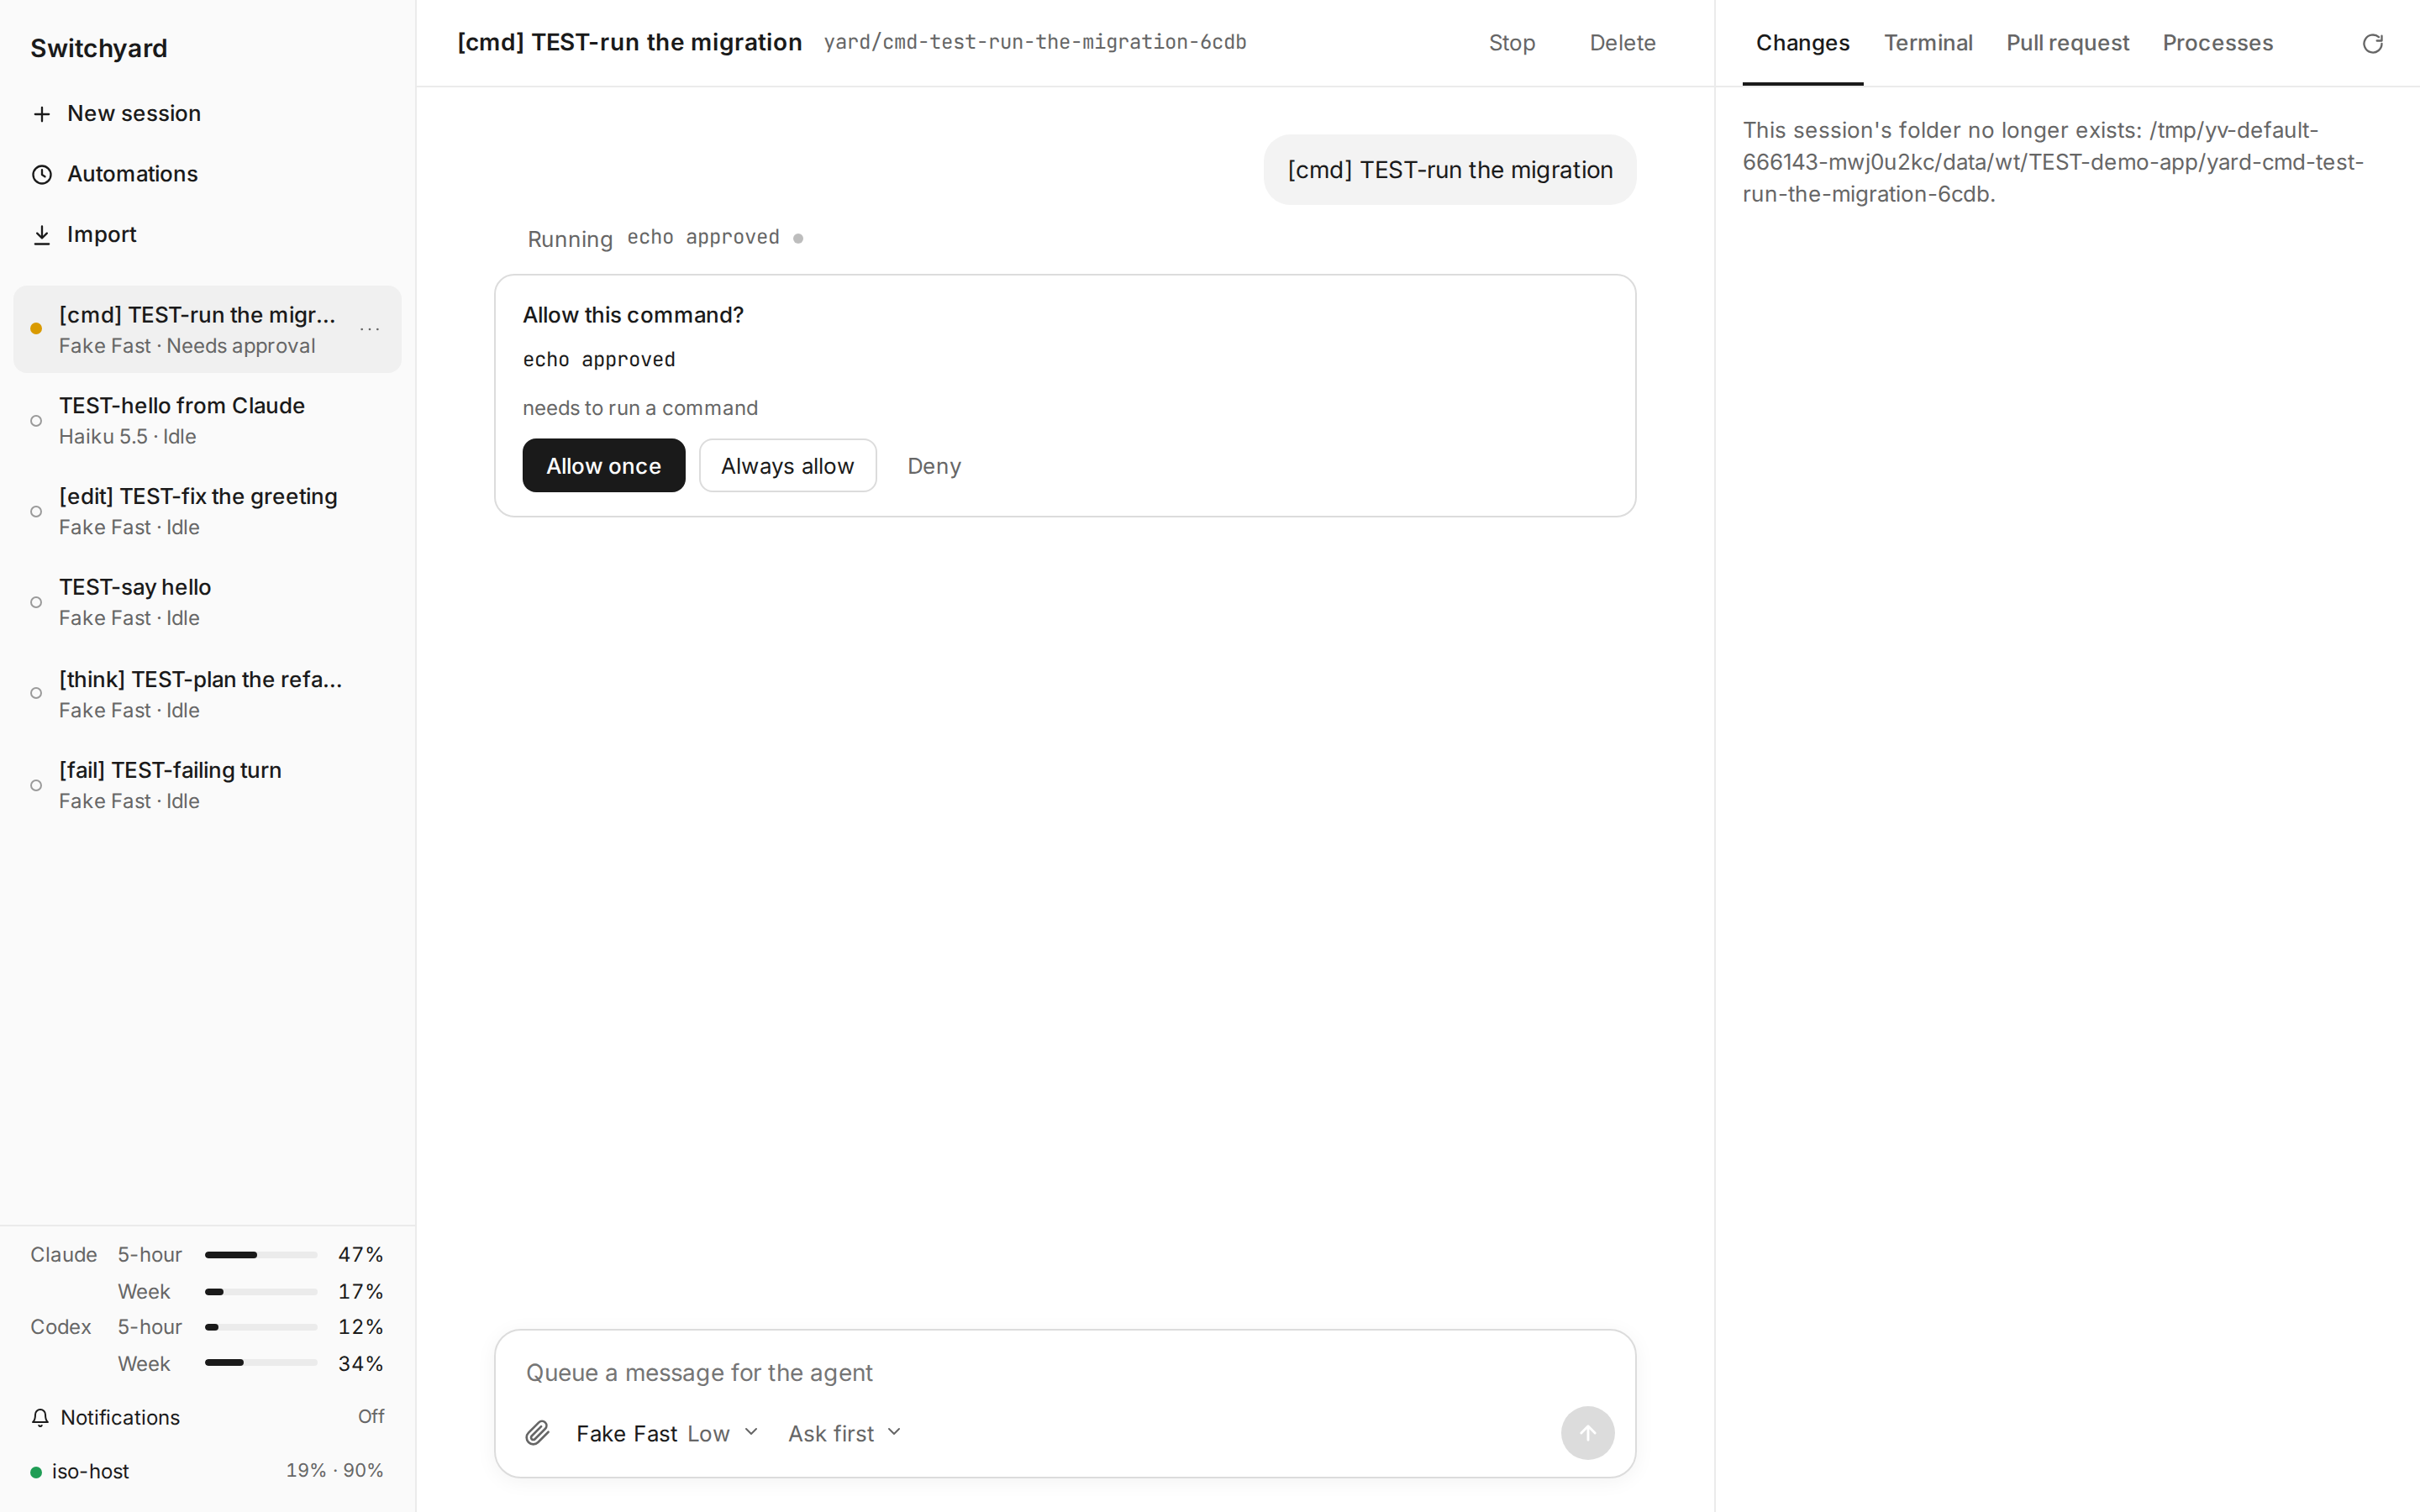 Switchyard
New session
Automations
Import
[cmd] TEST-run the migr...
Fake Fast · Needs approval
TEST-hello from Claude
Haiku 5.5 · Idle
[edit] TEST-fix the greeting
Fake Fast · Idle
TEST-say hello
Fake Fast · Idle
[think] TEST-plan the refa...
Fake Fast · Idle
[fail] TEST-failing turn
Fake Fast · Idle
Claude 5-hour 47%
Week 17%
Codex 5-hour 12%
Week 34%
Notifications Off
iso-host 19% · 90%
[cmd] TEST-run the migration yard/cmd-test-run-the-migration-6cdb Stop Delete
[cmd] TEST-run the migration
Running echo approved
Allow this command?
echo approved
needs to run a command
Allow once Always allow Deny
Queue a message for the agent
Fake Fast Low Ask first
Changes Terminal Pull request Processes
This session's folder no longer exists: /tmp/yv-default-
666143-mwj0u2kc/data/wt/TEST-demo-app/yard-cmd-test-
run-the-migration-6cdb.